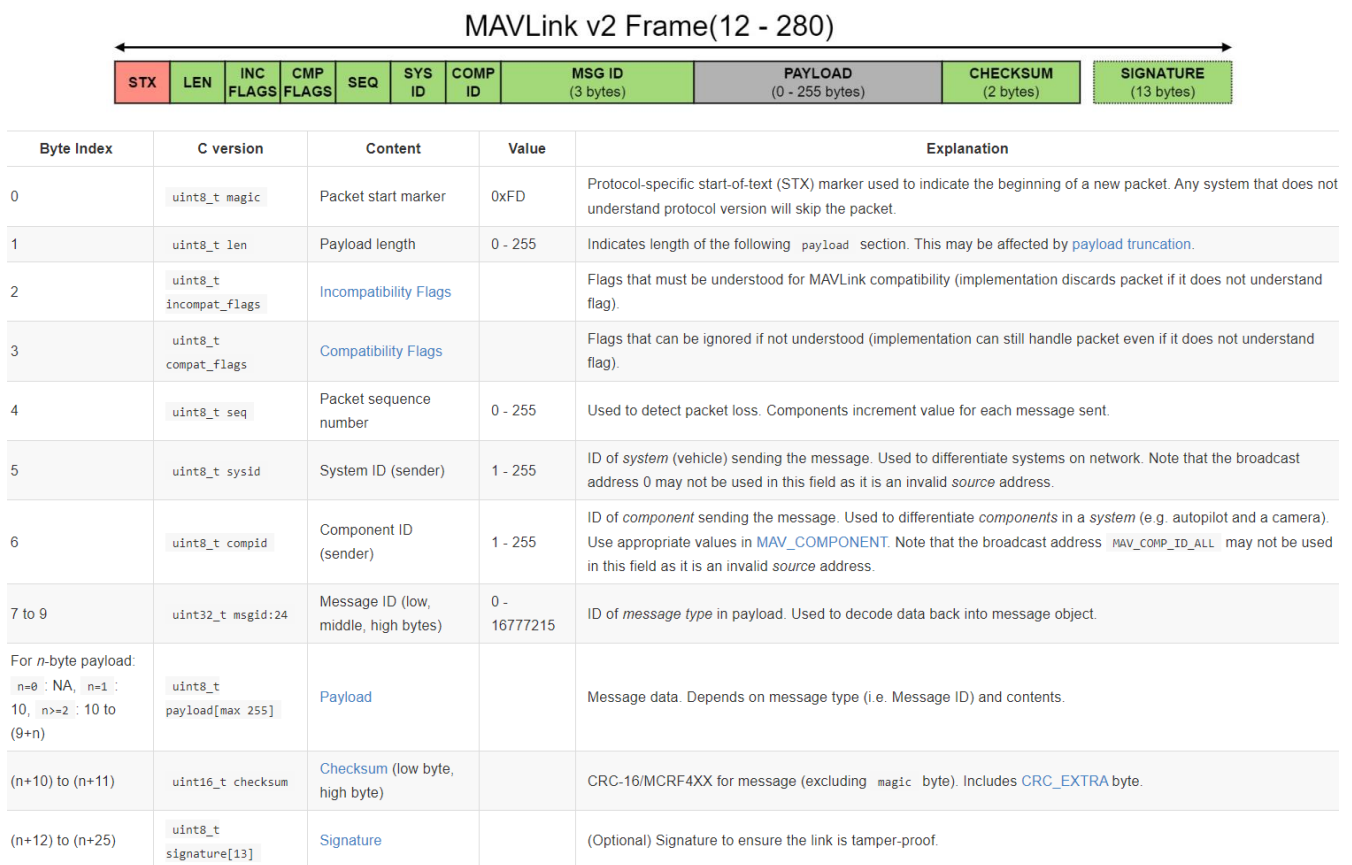 MAVLink v2 Frame(12 - 280)
STX
LEN
INC
FLAGS
CMP
FLAGS
SEQ
SYS
ID
COMP
ID
MSG ID
(3 bytes)
PAYLOAD
(0 - 255 bytes)
CHECKSUM
(2 bytes)
SIGNATURE
(13 bytes)
Byte Index
C version
Content
Value
Explanation
0
uint8_t magic
Packet start marker
0xFD
Protocol-specific start-of-text (STX) marker used to indicate the beginning of a new packet. Any system that does not
understand protocol version will skip the packet.
1
uint8_t len
Payload length
0 - 255
Indicates length of the following payload section. This may be affected by payload truncation.
2
uint8_t
incompat_flags
Incompatibility Flags
Flags that must be understood for MAVLink compatibility (implementation discards packet if it does not understand
flag).
3
uint8_t
compat_flags
Compatibility Flags
Flags that can be ignored if not understood (implementation can still handle packet even if it does not understand
flag).
4
uint8_t seq
Packet sequence
number
0 - 255
Used to detect packet loss. Components increment value for each message sent.
5
uint8_t sysid
System ID (sender)
1 - 255
ID of system (vehicle) sending the message. Used to differentiate systems on network. Note that the broadcast
address 0 may not be used in this field as it is an invalid source address.
6
uint8_t compid
Component ID
(sender)
1 - 255
ID of component sending the message. Used to differentiate components in a system (e.g. autopilot and a camera).
Use appropriate values in MAV_COMPONENT. Note that the broadcast address MAV_COMP_ID_ALL may not be used
in this field as it is an invalid source address.
7 to 9
uint32_t msgid:24
Message ID (low,
middle, high bytes)
0 -
16777215
ID of message type in payload. Used to decode data back into message object.
For n-byte payload:
n=0 : NA, n=1 :
10, n>=2 : 10 to
(9+n)
uint8_t
payload[max 255]
Payload
Message data. Depends on message type (i.e. Message ID) and contents.
(n+10) to (n+11)
uint16_t checksum
Checksum (low byte,
high byte)
CRC-16/MCRF4XX for message (excluding magic byte). Includes CRC_EXTRA byte.
(n+12) to (n+25)
uint8_t
signature[13]
Signature
(Optional) Signature to ensure the link is tamper-proof.